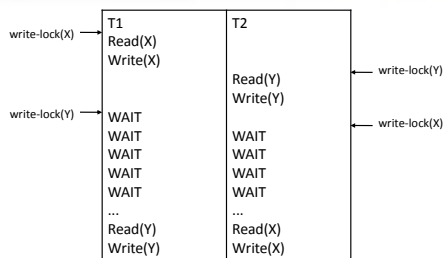 T1 T2
write-lock(X) Read(X)
Write(X)
Read(Y) write-lock(Y)
Write(Y)
write-lock(Y) WAIT
write-lock(X)
WAIT WAIT
WAIT WAIT
WAIT WAIT
WAIT WAIT
... ...
Read(Y) Read(X)
Write(Y) Write(X)